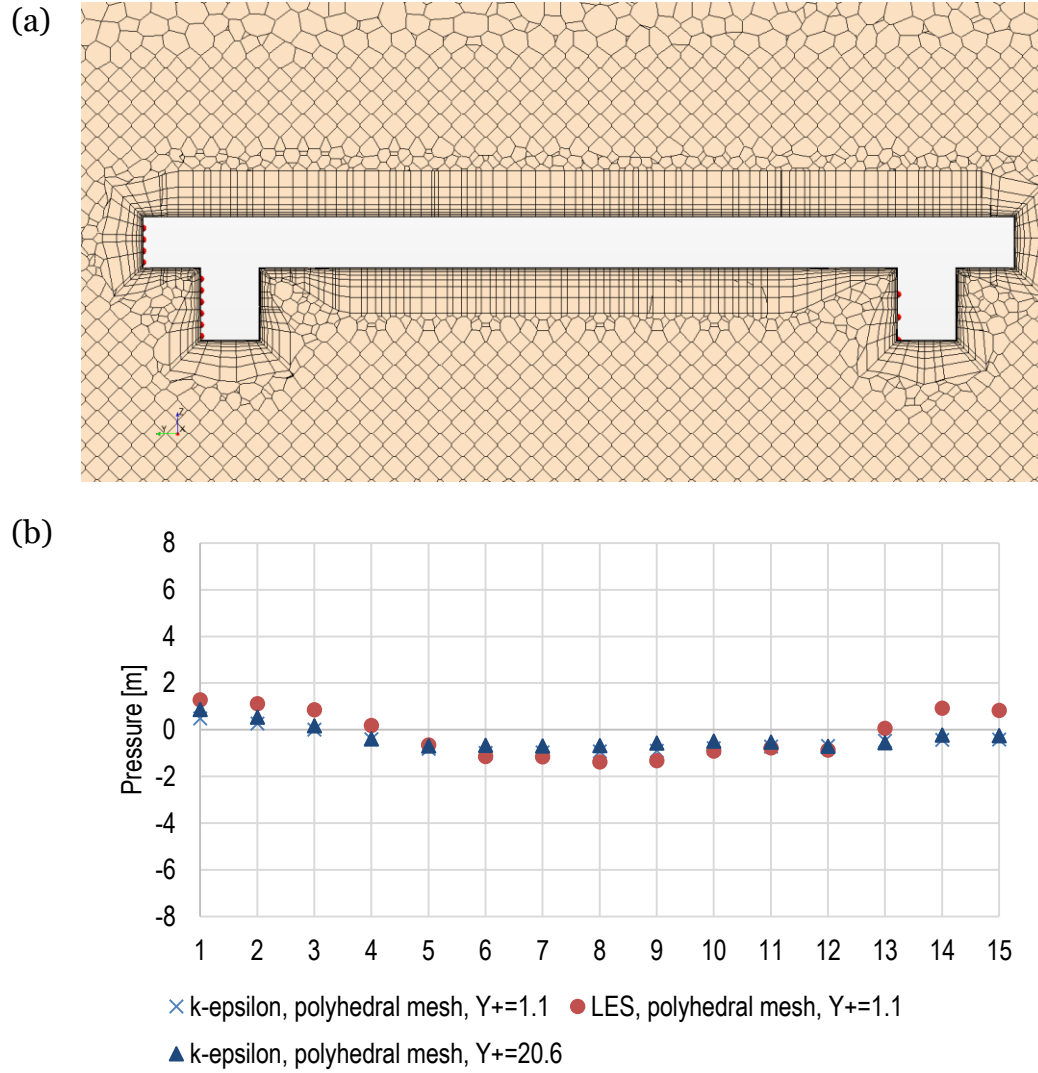 (a)
Z
Y
X
(b)
Pressure [m]
8
6
4
2
0
-2
-4
-6
-8
1 2 3 4 5 6 7 8 9 10 11 12 13 14 15
k-epsilon, polyhedral mesh, Y+=1.1 LES, polyhedral mesh, Y+=1.1
k-epsilon, polyhedral mesh, Y+=20.6